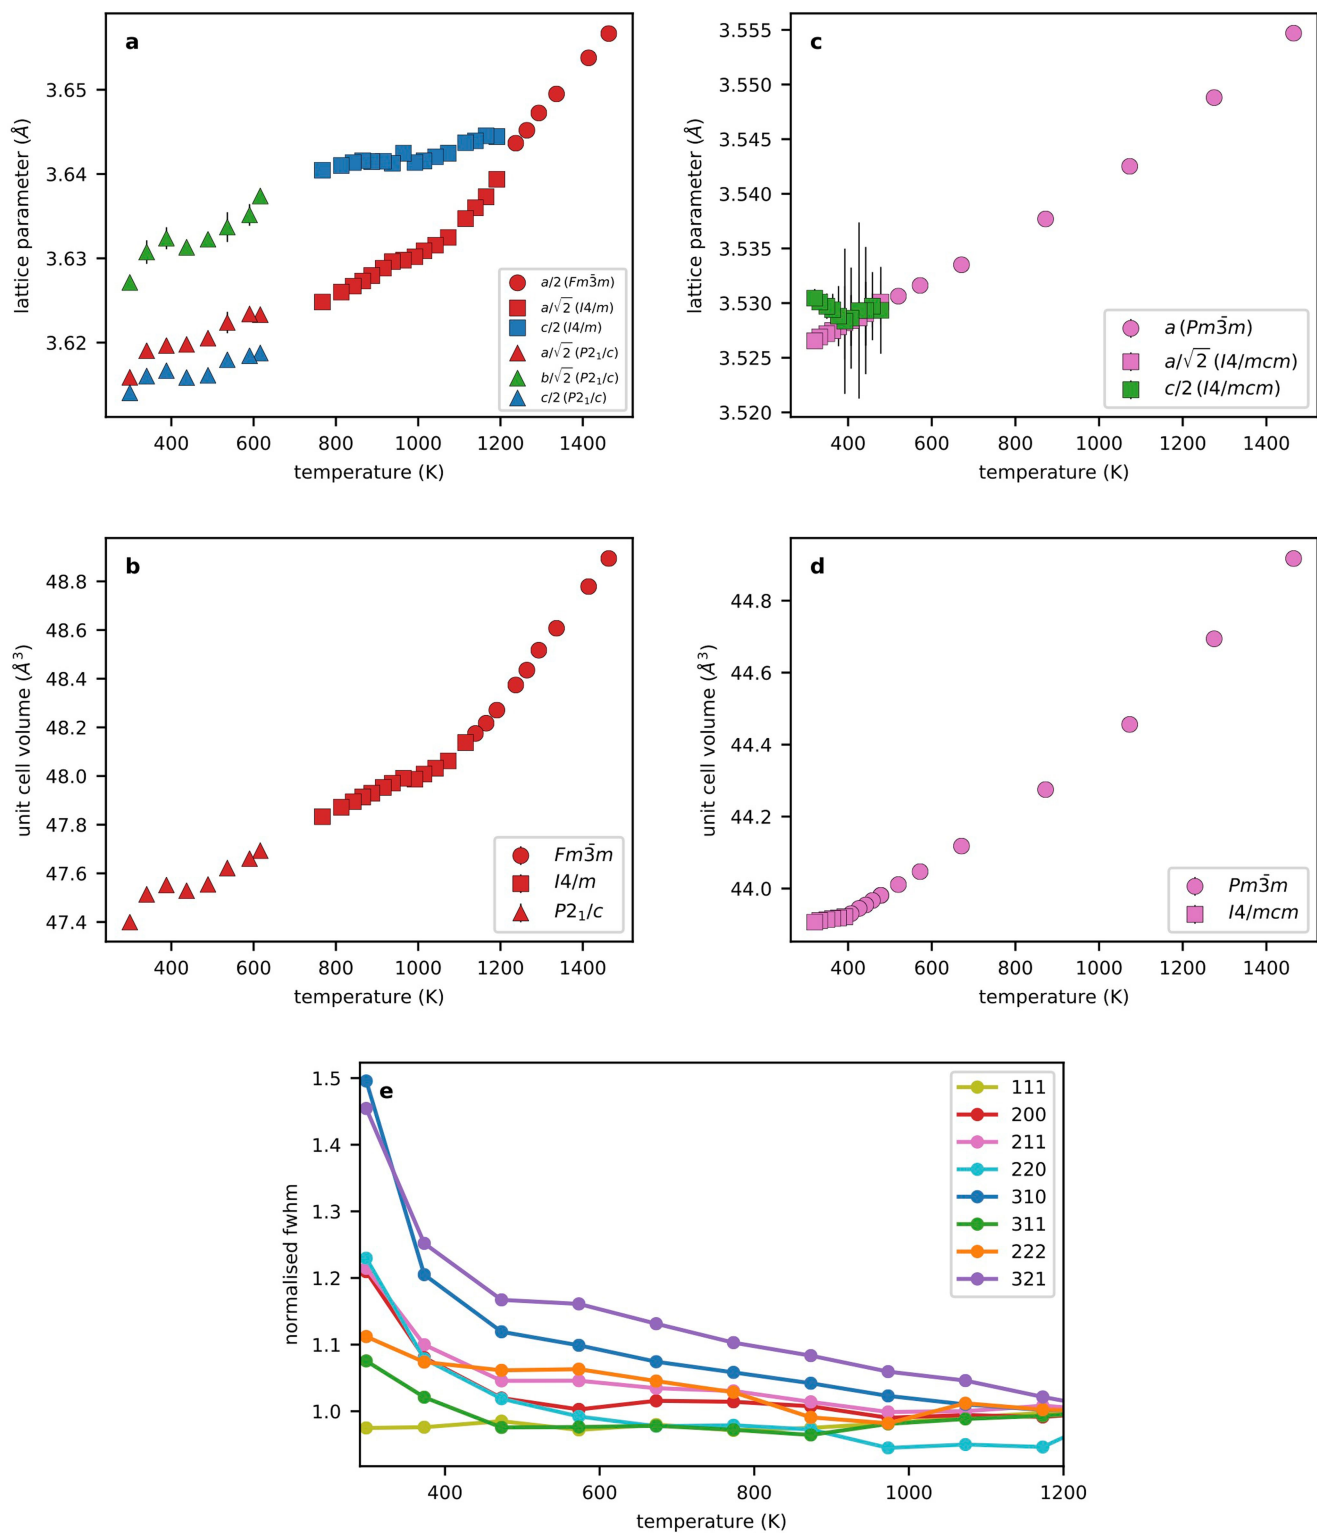 a
3.65
3.64
3.63
3.62
lattice parameter (Å)
a/2 (Fm3̄m)
a/√2 (I4/m)
c/2 (I4/m)
a/√2 (P2₁/c)
b/√2 (P2₁/c)
c/2 (P2₁/c)
400 600 800 1000 1200 1400
temperature (K)
c
3.555
3.550
3.545
3.540
3.535
3.530
3.525
3.520
lattice parameter (Å)
a (Pm3̄m)
a/√2 (I4/mcm)
c/2 (I4/mcm)
400 600 800 1000 1200 1400
temperature (K)
b
48.8
48.6
48.4
48.2
48.0
47.8
47.6
47.4
unit cell volume (Å³)
Fm3̄m
I4/m
P2₁/c
400 600 800 1000 1200 1400
temperature (K)
d
44.8
44.6
44.4
44.2
44.0
unit cell volume (Å³)
Pm3̄m
I4/mcm
400 600 800 1000 1200 1400
temperature (K)
e
1.5
1.4
1.3
1.2
1.1
1.0
normalised fwhm
111
200
211
220
310
311
222
321
400 600 800 1000 1200
temperature (K)